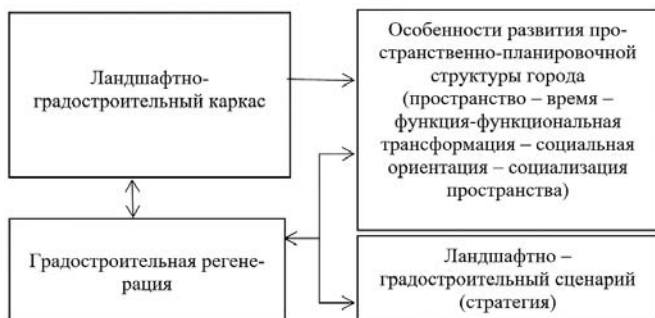 Ландшафтно-
градостроительный каркас
Градостроительная регене-
рация
Особенности развития про-
странственно-планировочной
структуры города
(пространство – время –
функция-функциональная
трансформация – социальная
ориентация – социализация
пространства)
Ландшафтно –
градостроительный сценарий
(стратегия)